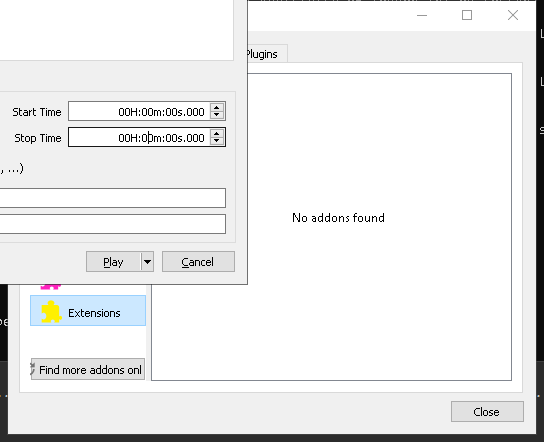 Plugins
Start Time 00H:00m:00s.000
Stop Time 00H:00m:00s.000
, ...)
No addons found
Play Cancel
Extensions
Find more addons onl
Close